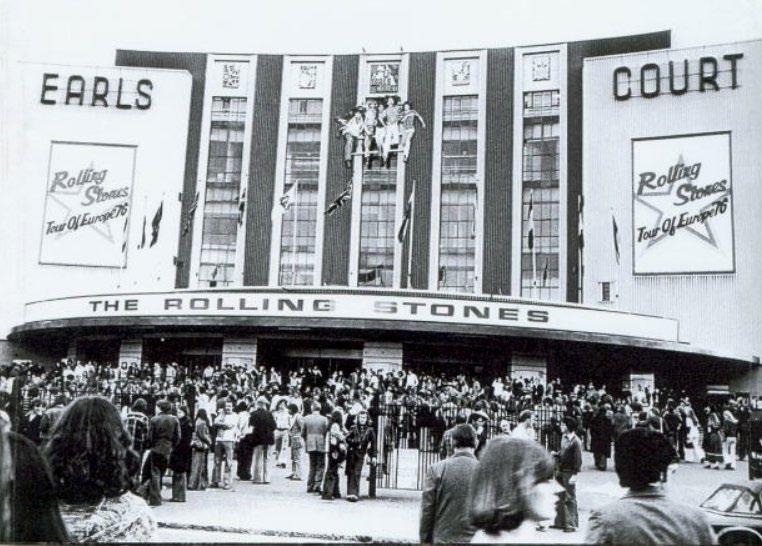 EARLS
COURT
Rolling
Stones
Tour Of Europe '76
Rolling
Stones
Tour Of Europe '76
THE ROLLING STONES